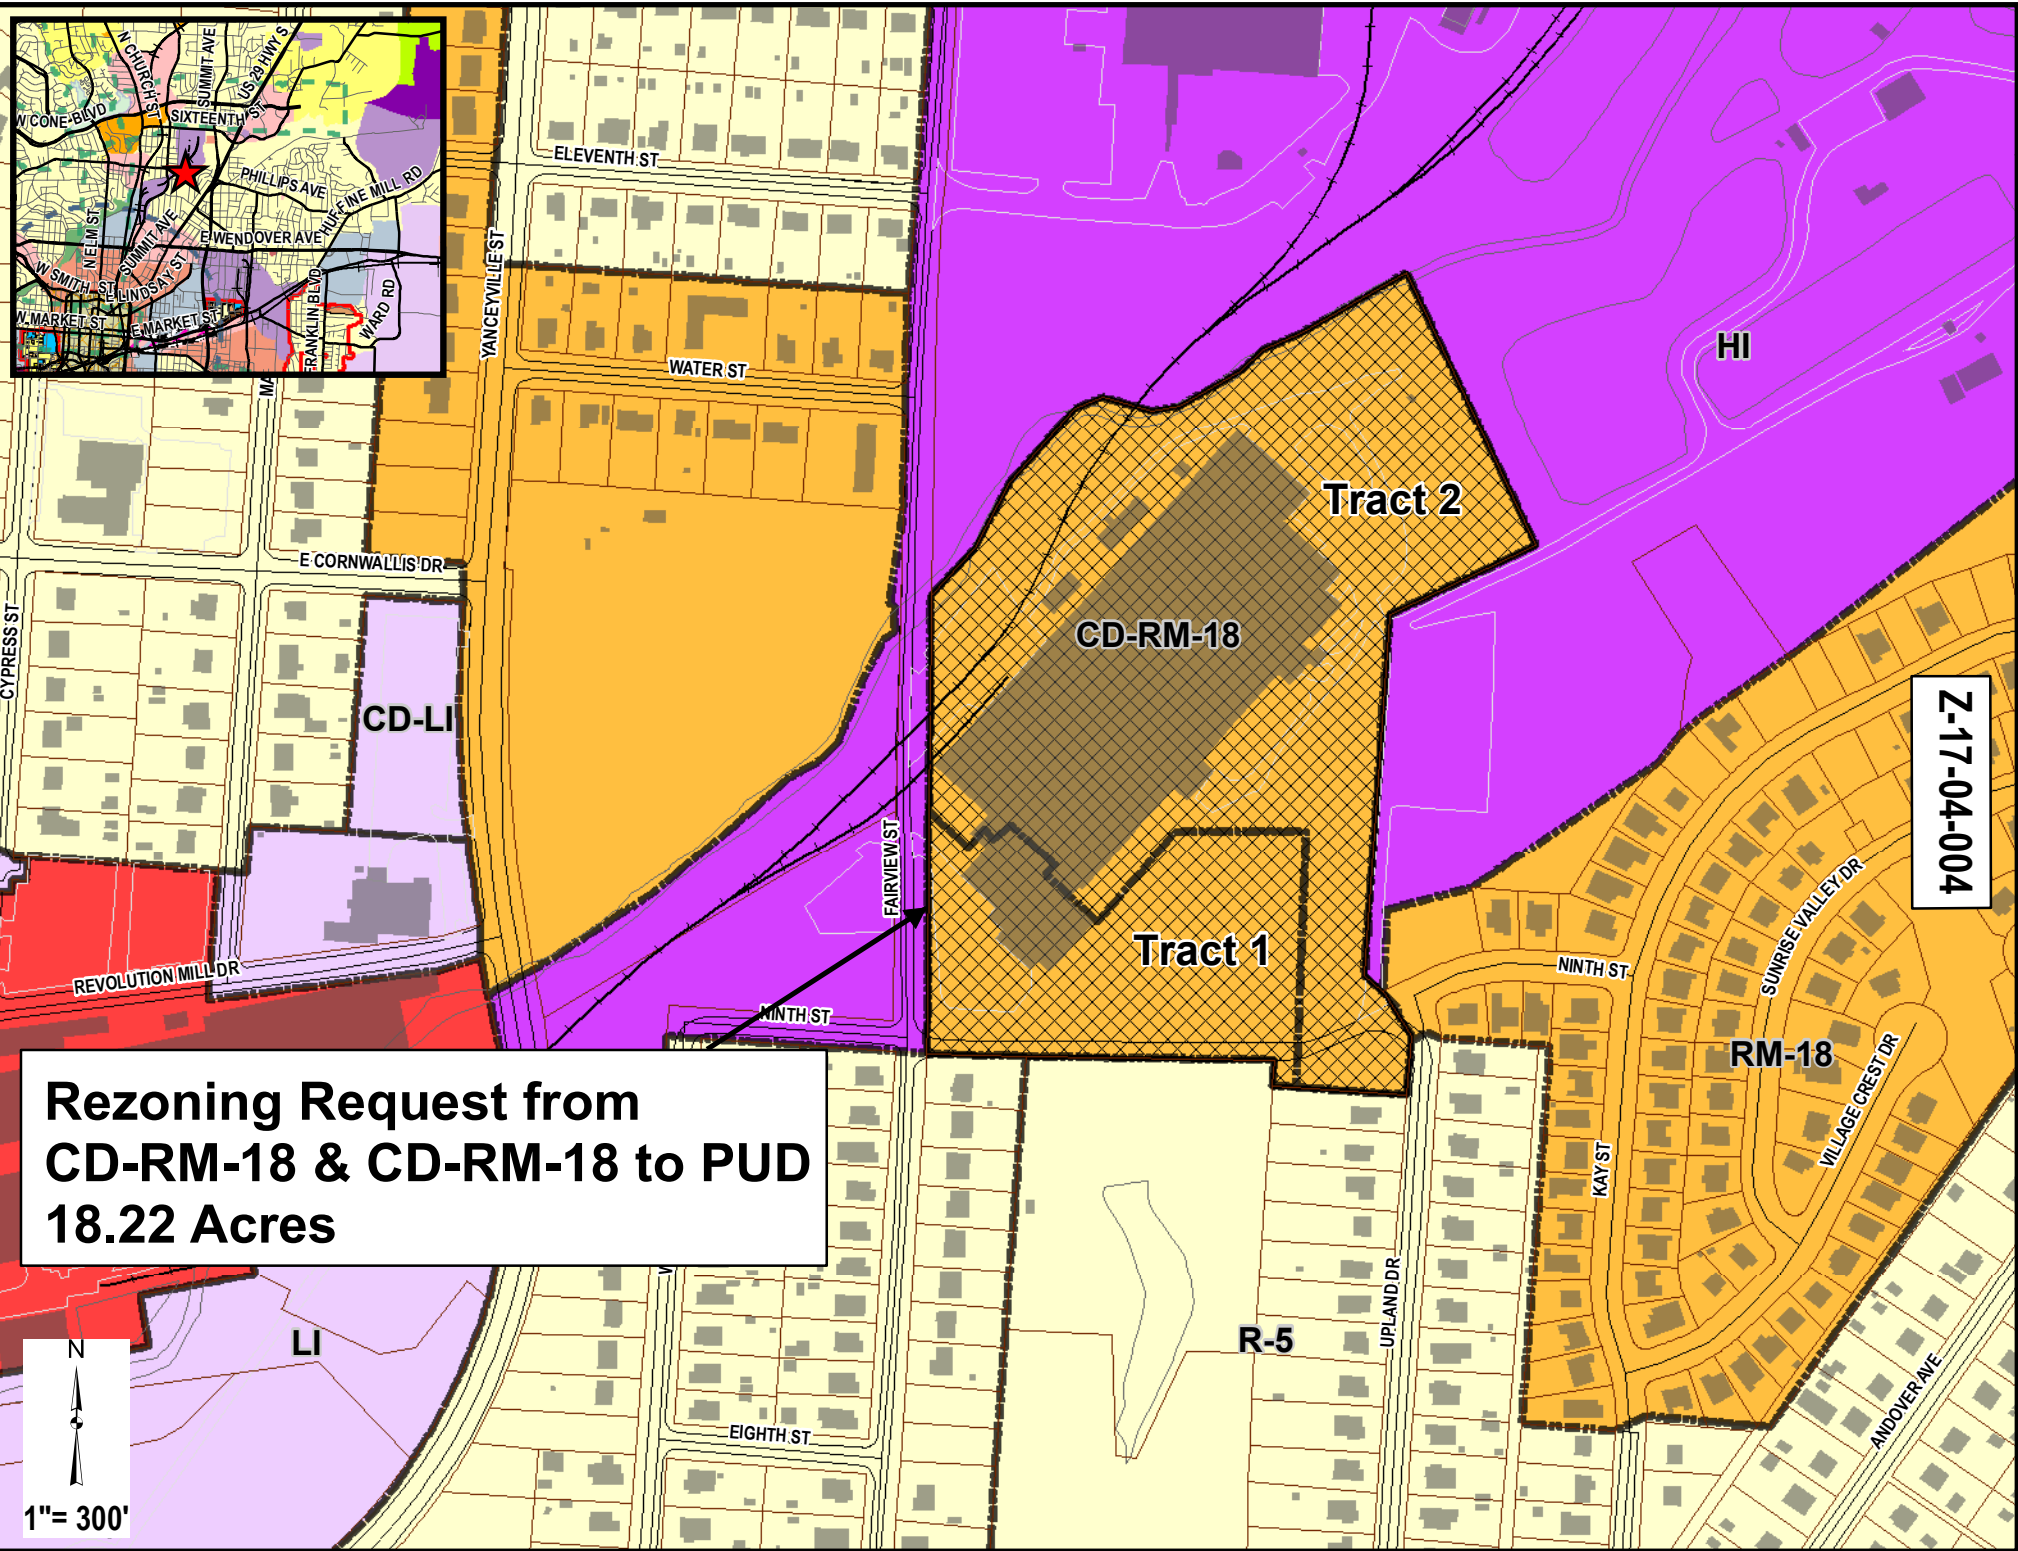 N CHURCH ST
SUMMIT AVE
US 29 HWY S
W CONE BLVD
SIXTEENTH ST
PHILLIPS AVE
HUFFINE MILL RD
N ELM ST
SUMMIT AVE
E WENDOVER AVE
W SMITH ST
E LINDSAY ST
FRANKLIN BLVD
WARD RD
W MARKET ST
E MARKET ST
ELEVENTH ST
YANCEYVILLE ST
WATER ST
MA
HI
Tract 2
E CORNWALLIS DR
CYPRESS ST
CD-RM-18
CD-LI
Z-17-04-004
FAIRVIEW ST
SUNRISE VALLEY DR
Tract 1
REVOLUTION MILL DR
NINTH ST
NINTH ST
RM-18
VILLAGE CREST DR
KAY ST
Rezoning Request from
CD-RM-18 & CD-RM-18 to PUD
18.22 Acres
W
UPLAND DR
LI
R-5
ANDOVER AVE
EIGHTH ST
N
1"= 300'